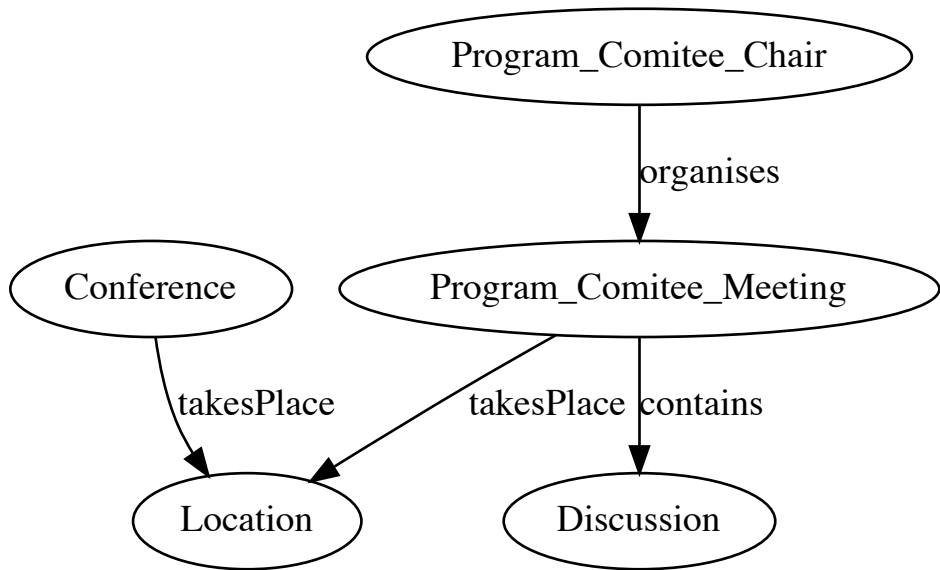 Program_Comitee_Chair
organises
Conference
Program_Comitee_Meeting
takesPlace
takesPlace
contains
Location
Discussion